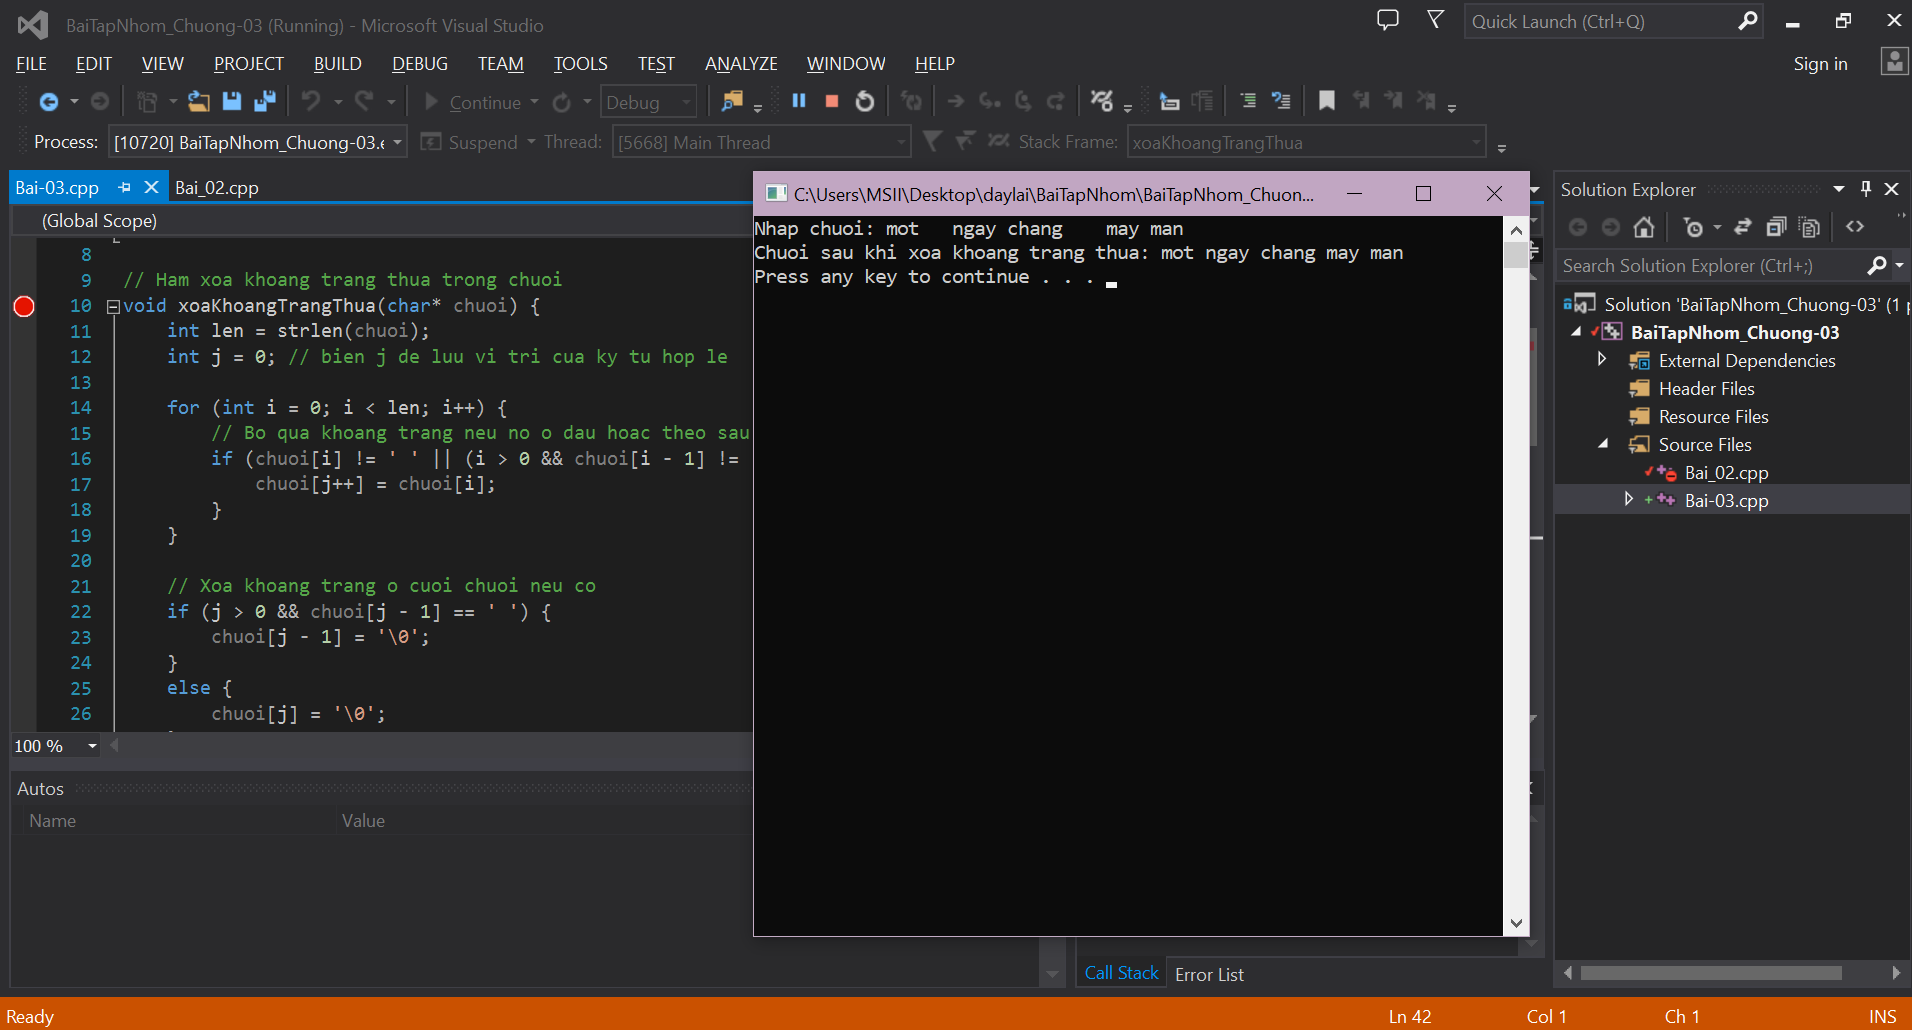 BaiTapNhom_Chuong-03 (Running) - Microsoft Visual Studio
Quick Launch (Ctrl+Q)
FILE EDIT VIEW PROJECT BUILD DEBUG TEAM TOOLS TEST ANALYZE WINDOW HELP
Sign in
Continue Debug
Process: [10720] BaiTapNhom_Chuong-03.e Suspend Thread: [5668] Main Thread Stack Frame: xoaKhoangTrangThua
Bai-03.cpp Bai_02.cpp
(Global Scope)
8
9 // Ham xoa khoang trang thua trong chuoi
10 void xoaKhoangTrangThua(char* chuoi) {
11 int len = strlen(chuoi);
12 int j = 0; // bien j de luu vi tri cua ky tu hop le
13
14 for (int i = 0; i < len; i++) {
15 // Bo qua khoang trang neu no o dau hoac theo sau
16 if (chuoi[i] != ' ' || (i > 0 && chuoi[i - 1] !=
17 chuoi[j++] = chuoi[i];
18 }
19 }
20
21 // Xoa khoang trang o cuoi chuoi neu co
22 if (j > 0 && chuoi[j - 1] == ' ') {
23 chuoi[j - 1] = '\0';
24 }
25 else {
26 chuoi[j] = '\0';
100 %
Autos
Name Value
C:\Users\MSII\Desktop\daylai\BaiTapNhom\BaiTapNhom_Chuon...
Nhap chuoi: mot   ngay chang    may man
Chuoi sau khi xoa khoang trang thua: mot ngay chang may man
Press any key to continue . . .
Call Stack Error List
Solution Explorer
Search Solution Explorer (Ctrl+;)
Solution 'BaiTapNhom_Chuong-03' (1 p
BaiTapNhom_Chuong-03
External Dependencies
Header Files
Resource Files
Source Files
Bai_02.cpp
Bai-03.cpp
Ready Ln 42 Col 1 Ch 1 INS